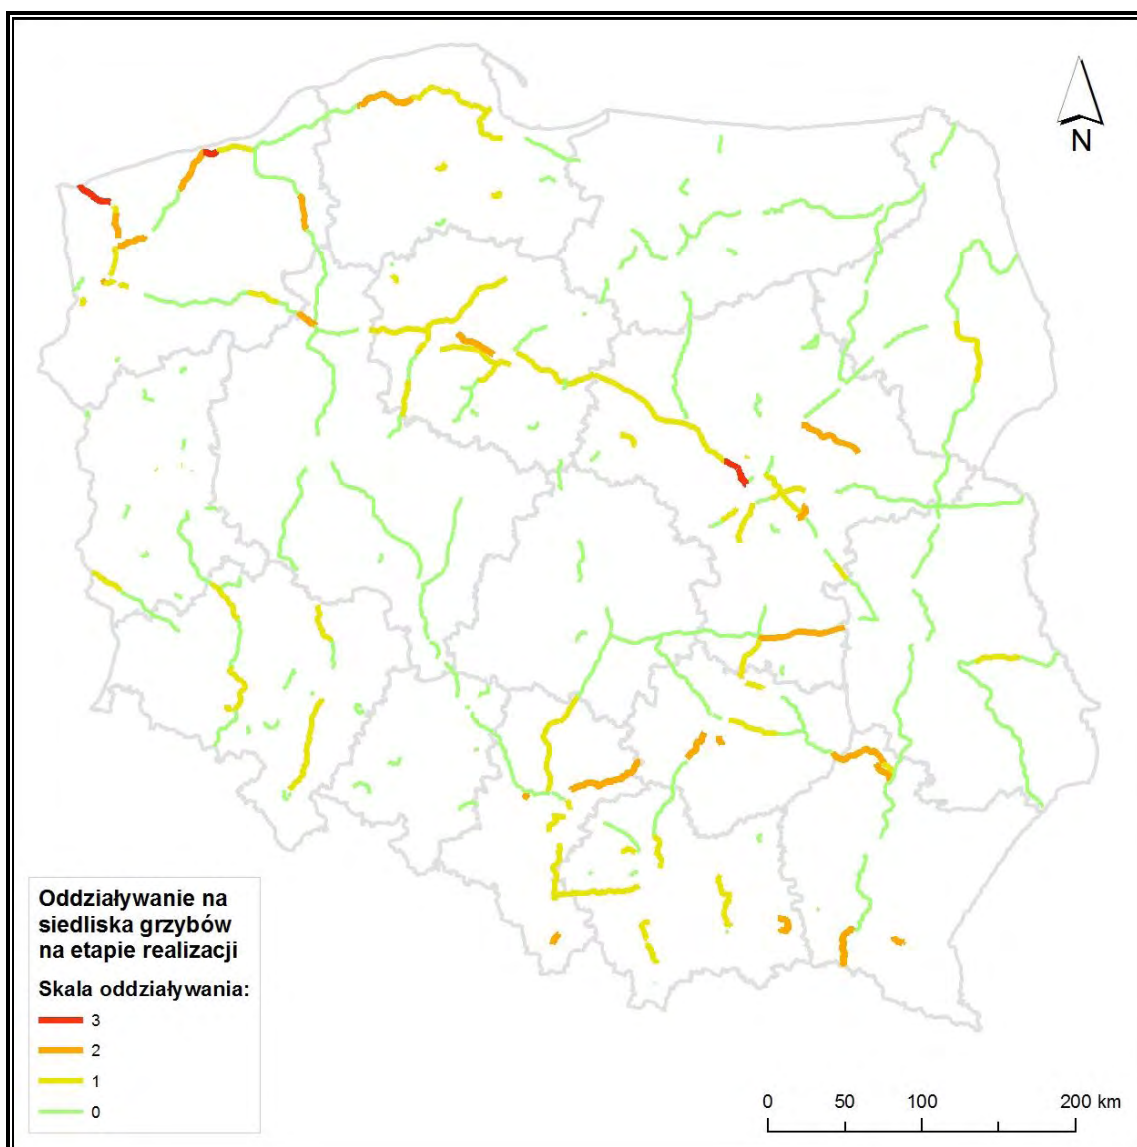 N
Oddziaływanie na
siedliska grzybów
na etapie realizacji
Skala oddziaływania:
3
2
1
0
0 50 100 200 km